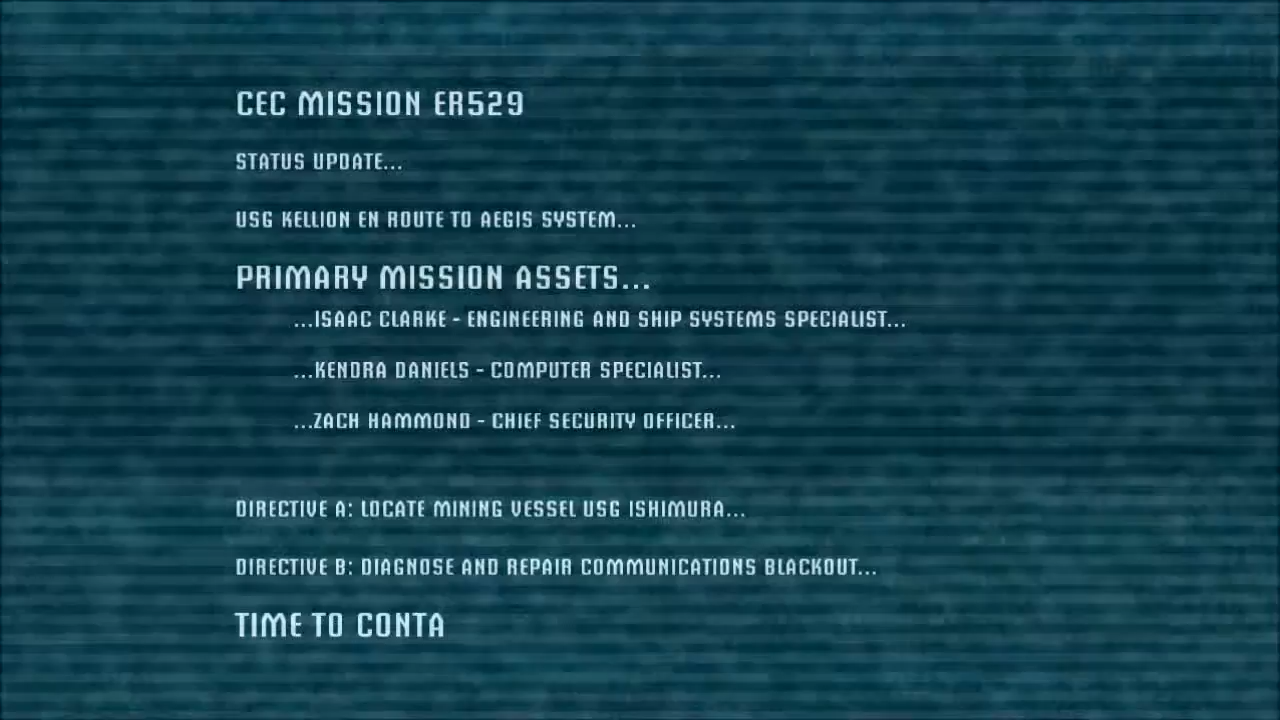 CEC MISSION ER529
STATUS UPDATE...
USG KELLION EN ROUTE TO AEGIS SYSTEM...
PRIMARY MISSION ASSETS...
...ISAAC CLARKE - ENGINEERING AND SHIP SYSTEMS SPECIALIST...
...KENDRA DANIELS - COMPUTER SPECIALIST...
...ZACH HAMMOND - CHIEF SECURITY OFFICER...
DIRECTIVE A: LOCATE MINING VESSEL USG ISHIMURA...
DIRECTIVE B: DIAGNOSE AND REPAIR COMMUNICATIONS BLACKOUT...
TIME TO CONTA